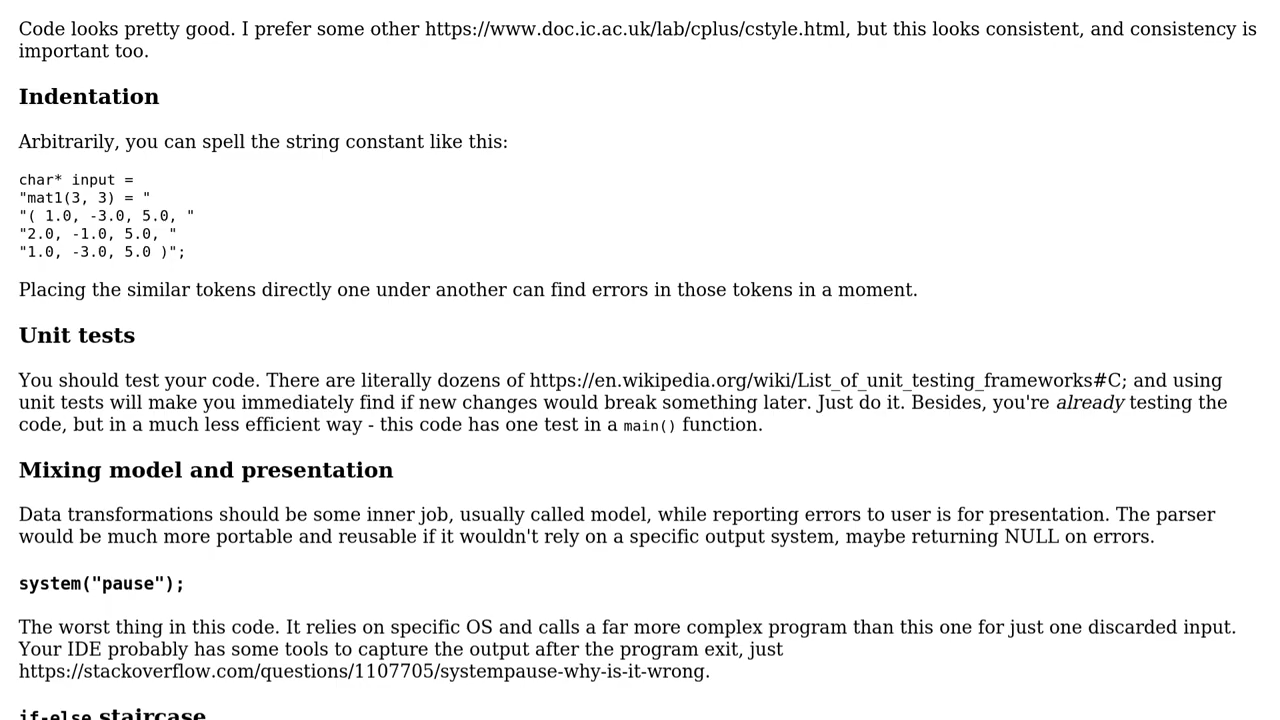 Code looks pretty good. I prefer some other https://www.doc.ic.ac.uk/lab/cplus/cstyle.html, but this looks consistent, and consistency is
important too.
Indentation
Arbitrarily, you can spell the string constant like this:
char* input =
"mat1(3, 3) = "
"( 1.0, -3.0, 5.0, "
"2.0, -1.0, 5.0, "
"1.0, -3.0, 5.0 )";
Placing the similar tokens directly one under another can find errors in those tokens in a moment.
Unit tests
You should test your code. There are literally dozens of https://en.wikipedia.org/wiki/List_of_unit_testing_frameworks#C; and using
unit tests will make you immediately find if new changes would break something later. Just do it. Besides, you're already testing the
code, but in a much less efficient way - this code has one test in a main() function.
Mixing model and presentation
Data transformations should be some inner job, usually called model, while reporting errors to user is for presentation. The parser
would be much more portable and reusable if it wouldn't rely on a specific output system, maybe returning NULL on errors.
system("pause");
The worst thing in this code. It relies on specific OS and calls a far more complex program than this one for just one discarded input.
Your IDE probably has some tools to capture the output after the program exit, just
https://stackoverflow.com/questions/1107705/systempause-why-is-it-wrong.
if-else staircase